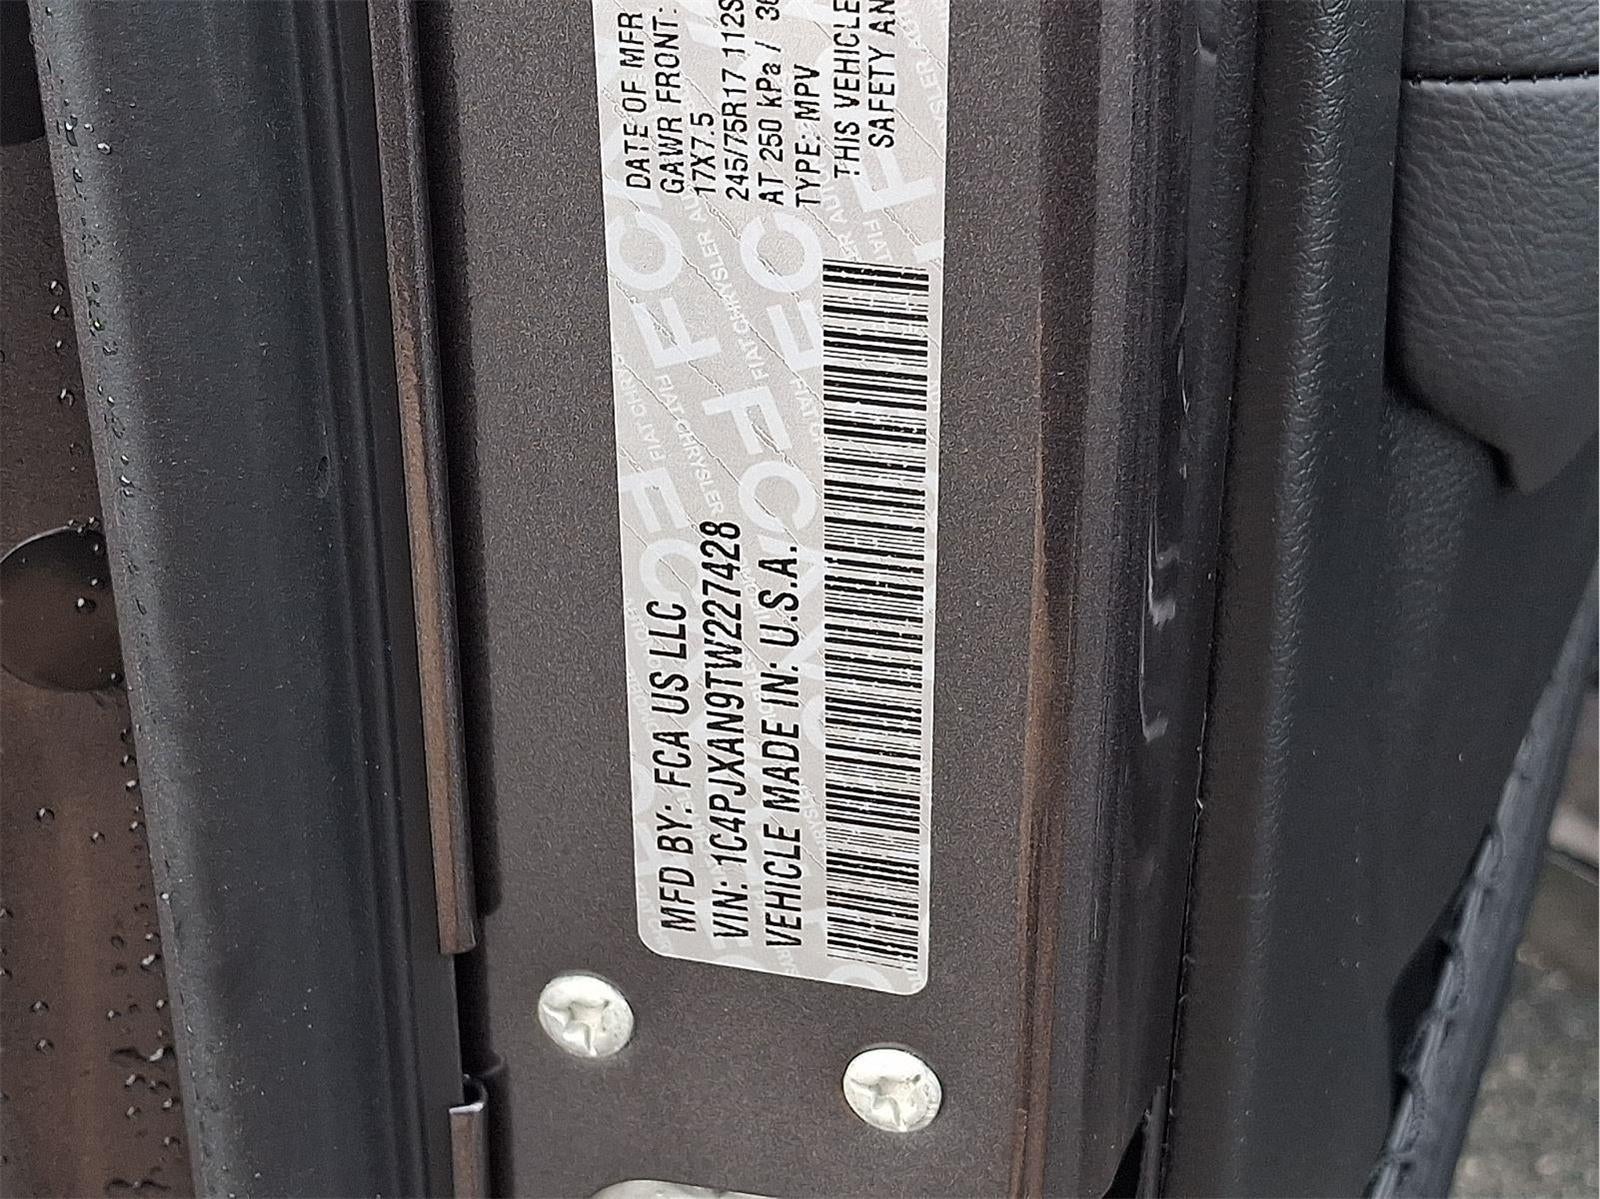 MFD BY: FCA US LLC
VIN: 1C4PJXAN9TW227428
VEHICLE MADE IN: U.S.A.
DATE OF MFR
GAWR FRONT:
17X7.5
245/75R17 112S
AT 250 kPa / 36
TYPE: MPV
THIS VEHICLE
SAFETY AN